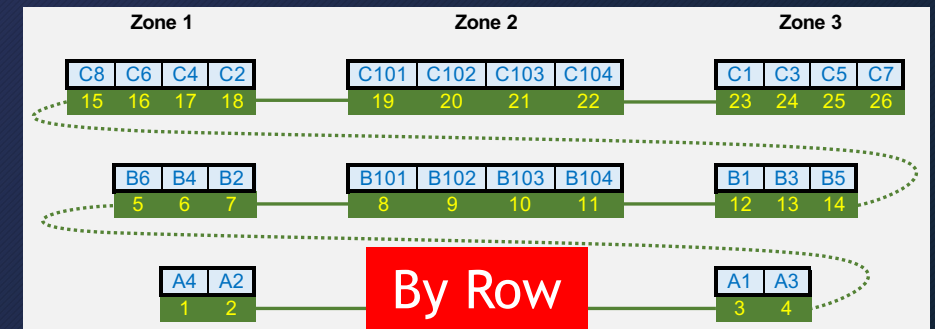 Zone 1 Zone 2 Zone 3
C8 C6 C4 C2 C101 C102 C103 C104 C1 C3 C5 C7
15 16 17 18 19 20 21 22 23 24 25 26
B6 B4 B2 B101 B102 B103 B104 B1 B3 B5
5 6 7 8 9 10 11 12 13 14
A4 A2 By Row A1 A3
1 2 3 4